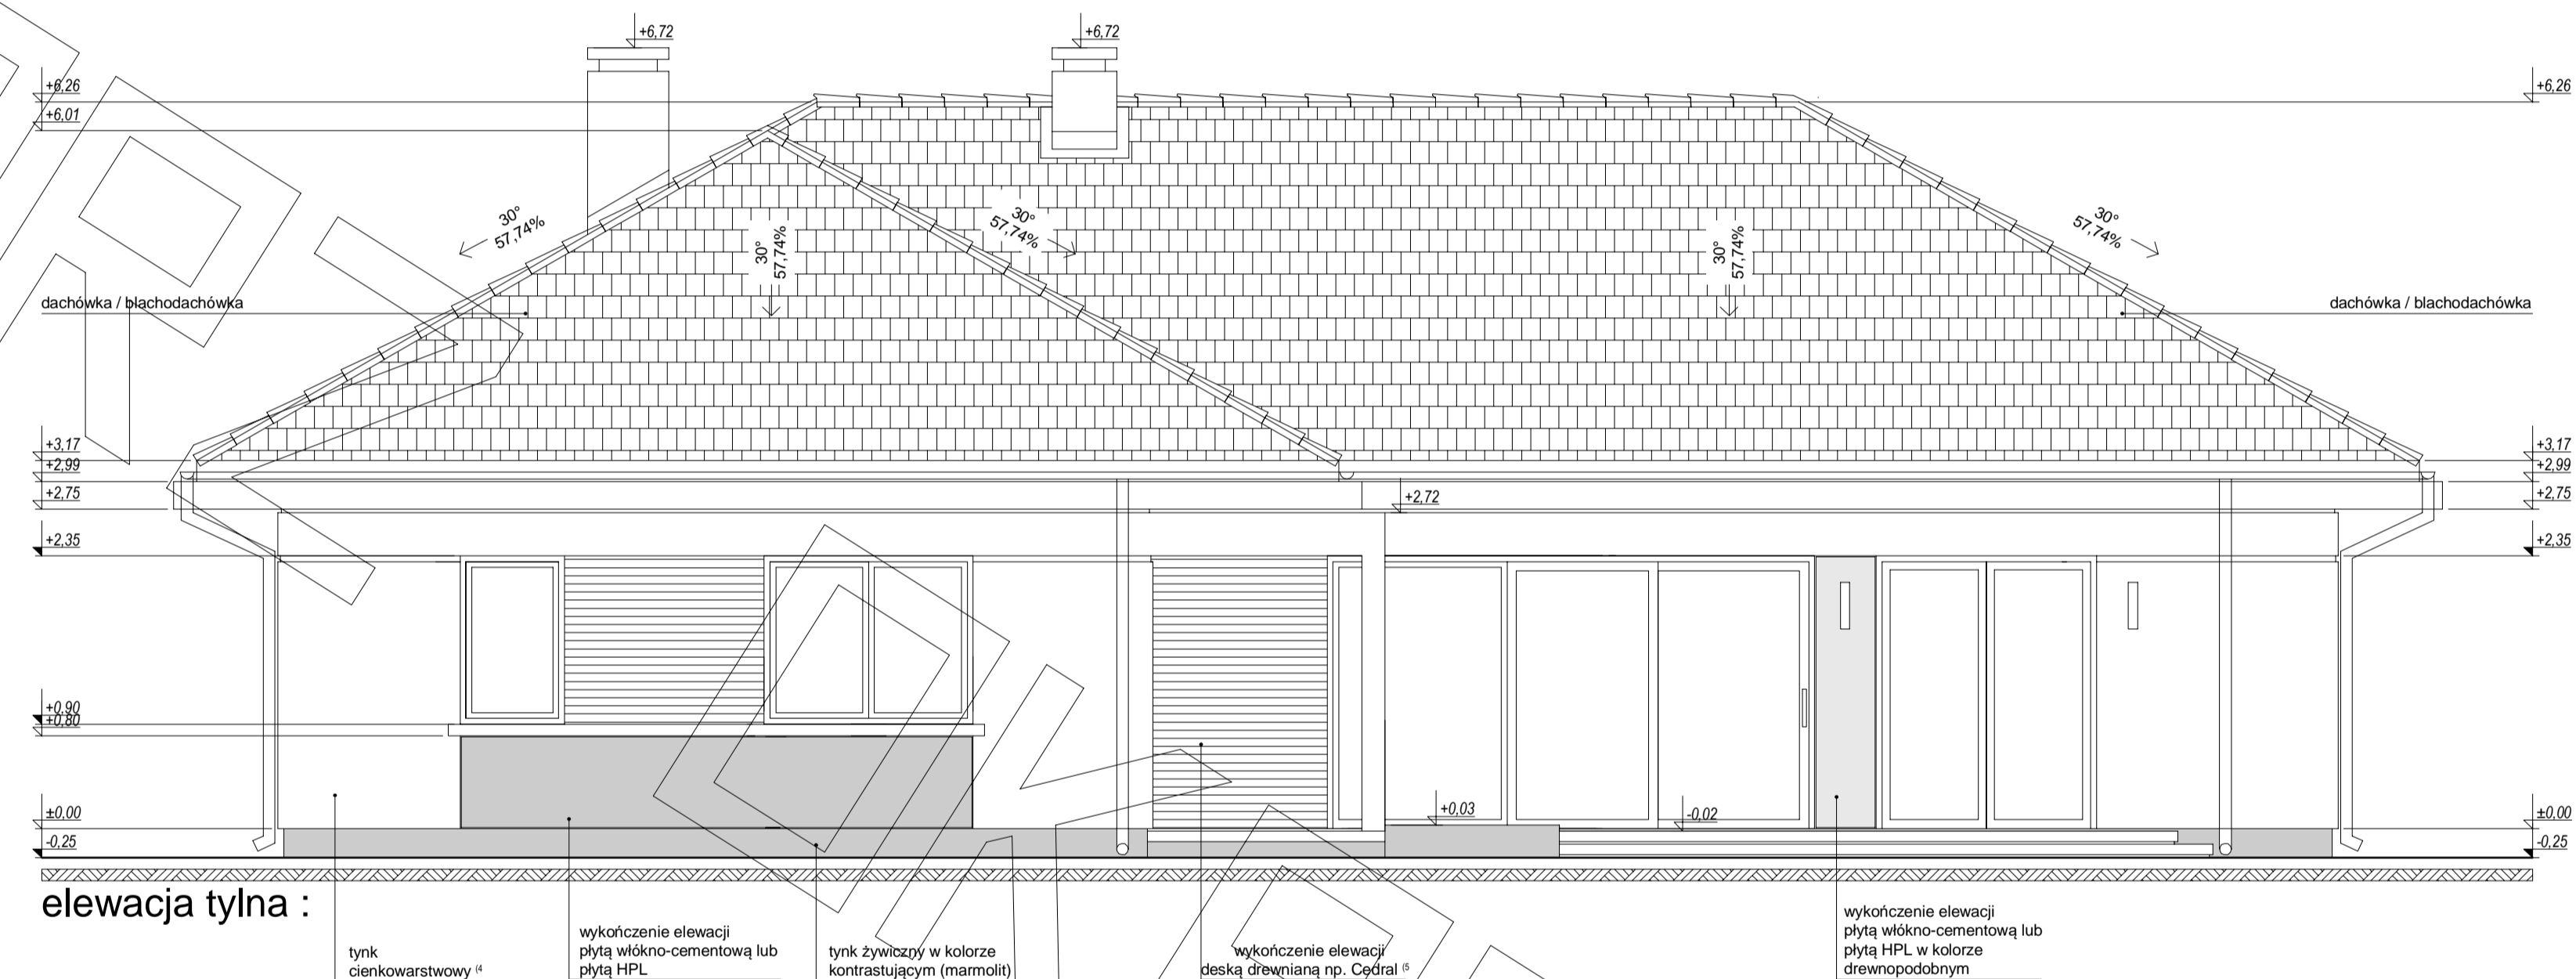 +6,72
+6,72
+6,26
+6,26
+6,01
30°
57,74%
30°
57,74%
30°
57,74%
30°
57,74%
30°
57,74%
dachówka / blachodachówka
dachówka / blachodachówka
+3,17
+3,17
+2,99
+2,99
+2,75
+2,75
+2,72
+2,35
+2,35
+0,90
+0,80
+0,03
-0,02
±0,00
±0,00
-0,25
-0,25
elewacja tylna :
tynk
cienkowarstwowy (4
wykończenie elewacji
płytą włókno-cementową lub
płytą HPL
tynk żywiczny w kolorze
kontrastującym (marmolit)
wykończenie elewacji
deską drewnianą np. Cedral (5
wykończenie elewacji
płytą włókno-cementową lub
płytą HPL w kolorze
drewnopodobnym